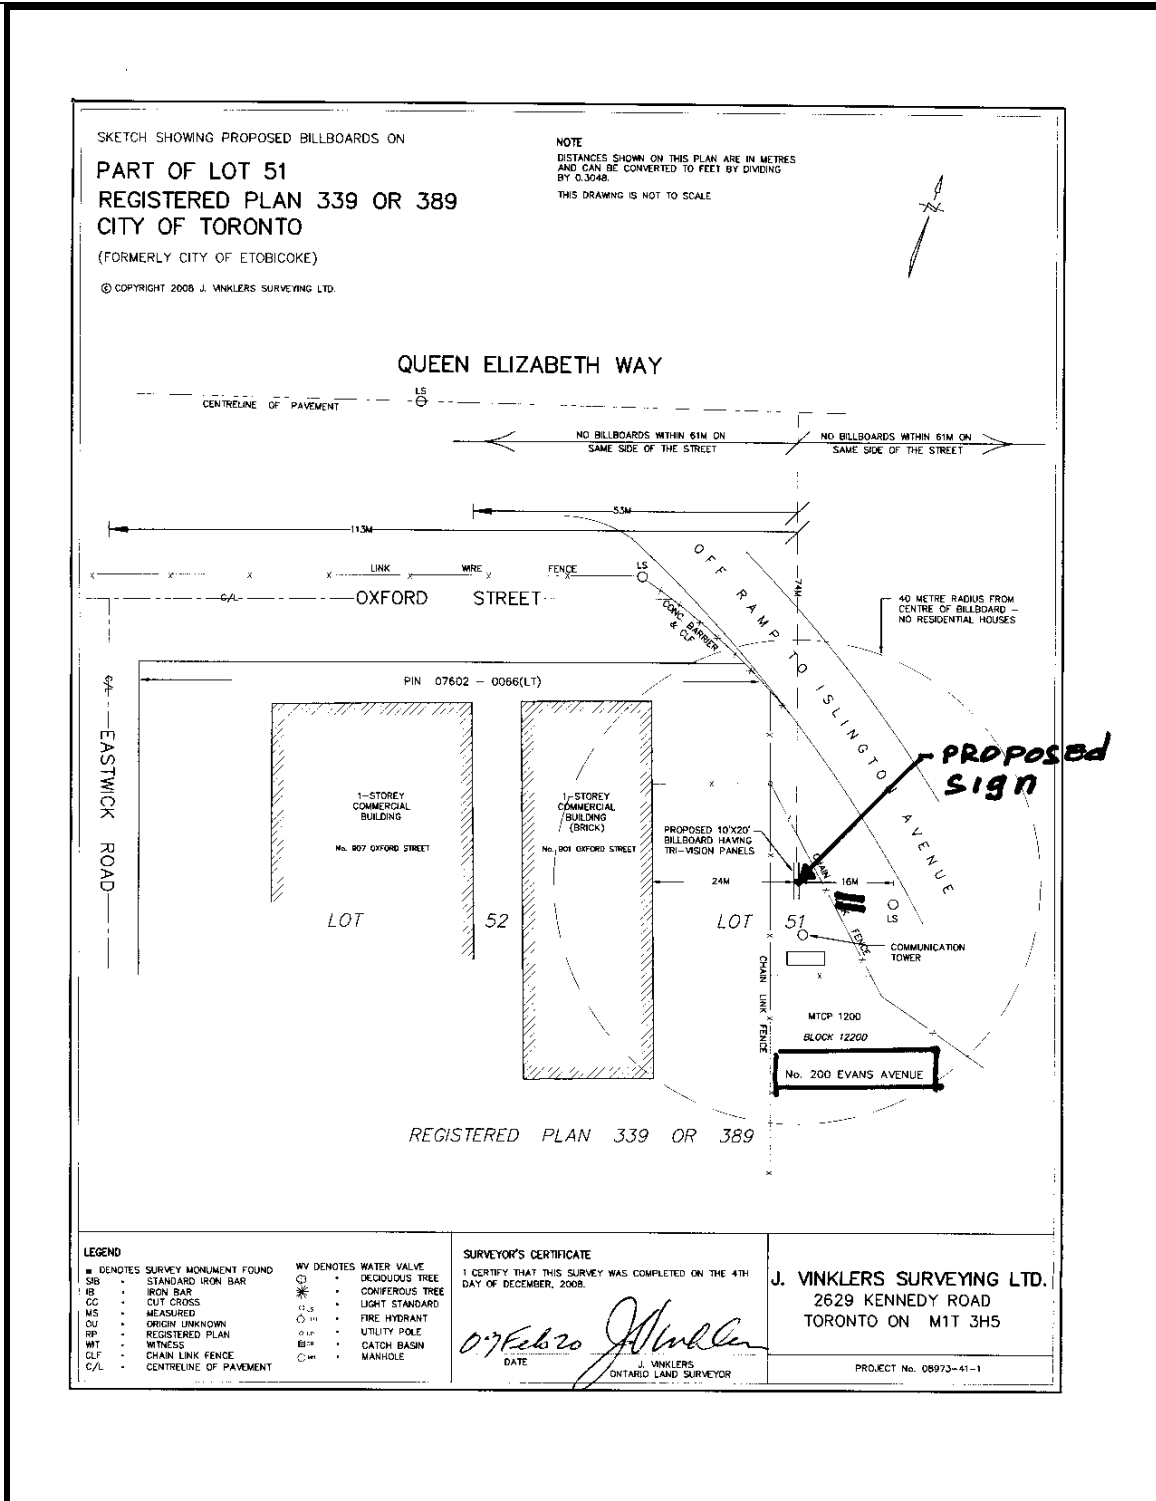 SKETCH SHOWING PROPOSED BILLBOARDS ON
PART OF LOT 51
REGISTERED PLAN 339 OR 389
CITY OF TORONTO
(FORMERLY CITY OF ETOBICOKE)
© COPYRIGHT 2008 J. VINKLERS SURVEYING LTD.
NOTE
DISTANCES SHOWN ON THIS PLAN ARE IN METRES
AND CAN BE CONVERTED TO FEET BY DIVIDING
BY 0.3048.
THIS DRAWING IS NOT TO SCALE
N
QUEEN ELIZABETH WAY
LS
CENTRELINE OF PAVEMENT
NO BILLBOARDS WITHIN 61M ON
SAME SIDE OF THE STREET
NO BILLBOARDS WITHIN 61M ON
SAME SIDE OF THE STREET
53M
113M
LINK WIRE FENCE
LS
C/L
OXFORD STREET
CONC. BARRIER
& CLF
OFF RAMP TO ISLINGTON AVENUE
74M
40 METRE RADIUS FROM
CENTRE OF BILLBOARD –
NO RESIDENTIAL HOUSES
PIN 07602 – 0066(LT)
C/L
EASTWICK ROAD
PROPOSED
SIGN
1–STOREY
COMMERCIAL
BUILDING
No. 907 OXFORD STREET
1–STOREY
COMMERCIAL
BUILDING
(BRICK)
No. 901 OXFORD STREET
PROPOSED 10'X20'
BILLBOARD HAVING
TRI–VISION PANELS
24M
16M
CHAIN
FENCE
LS
LOT 52
LOT 51
COMMUNICATION
TOWER
CHAIN LINK FENCE
MTCP 1200
BLOCK 12200
No. 200 EVANS AVENUE
REGISTERED PLAN 339 OR 389
LEGEND
■ DENOTES SURVEY MONUMENT FOUND
SIB " STANDARD IRON BAR
IB " IRON BAR
CC " CUT CROSS
MS " MEASURED
OU " ORIGIN UNKNOWN
RP " REGISTERED PLAN
WIT " WITNESS
CLF " CHAIN LINK FENCE
C/L " CENTRELINE OF PAVEMENT
WV DENOTES WATER VALVE
" DECIDUOUS TREE
" CONIFEROUS TREE
LS " LIGHT STANDARD
" FIRE HYDRANT
" UTILITY POLE
" CATCH BASIN
MH " MANHOLE
SURVEYOR'S CERTIFICATE
I CERTIFY THAT THIS SURVEY WAS COMPLETED ON THE 4TH
DAY OF DECEMBER, 2008.
DATE
J. VINKLERS
ONTARIO LAND SURVEYOR
J. VINKLERS SURVEYING LTD.
2629 KENNEDY ROAD
TORONTO ON M1T 3H5
PROJECT No. 08973–41–1